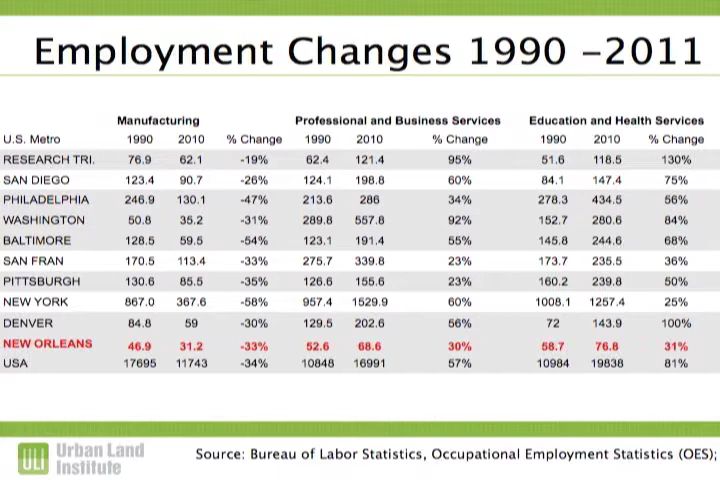 Employment Changes 1990 –2011
Manufacturing Professional and Business Services Education and Health Services
U.S. Metro 1990 2010 % Change 1990 2010 % Change 1990 2010 % Change
RESEARCH TRI. 76.9 62.1 -19% 62.4 121.4 95% 51.6 118.5 130%
SAN DIEGO 123.4 90.7 -26% 124.1 198.8 60% 84.1 147.4 75%
PHILADELPHIA 246.9 130.1 -47% 213.6 286 34% 278.3 434.5 56%
WASHINGTON 50.8 35.2 -31% 289.8 557.8 92% 152.7 280.6 84%
BALTIMORE 128.5 59.5 -54% 123.1 191.4 55% 145.8 244.6 68%
SAN FRAN 170.5 113.4 -33% 275.7 339.8 23% 173.7 235.5 36%
PITTSBURGH 130.6 85.5 -35% 126.6 155.6 23% 160.2 239.8 50%
NEW YORK 867.0 367.6 -58% 957.4 1529.9 60% 1008.1 1257.4 25%
DENVER 84.8 59 -30% 129.5 202.6 56% 72 143.9 100%
NEW ORLEANS 46.9 31.2 -33% 52.6 68.6 30% 58.7 76.8 31%
USA 17695 11743 -34% 10848 16991 57% 10984 19838 81%
ULI Urban Land Institute
Source: Bureau of Labor Statistics, Occupational Employment Statistics (OES);